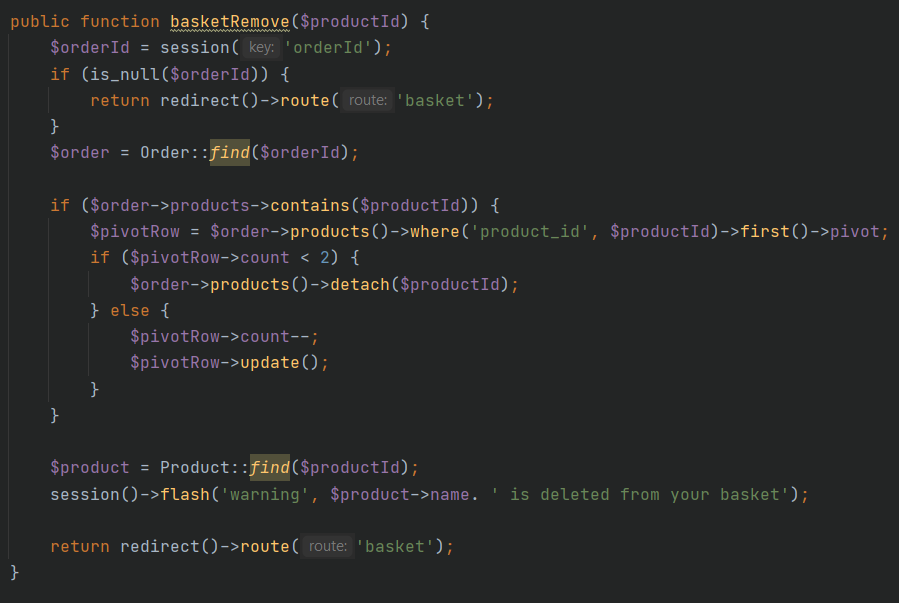 public function basketRemove($productId) {
    $orderId = session( key: 'orderId');
    if (is_null($orderId)) {
        return redirect()->route( route: 'basket');
    }
    $order = Order::find($orderId);

    if ($order->products->contains($productId)) {
        $pivotRow = $order->products()->where('product_id', $productId)->first()->pivot;
        if ($pivotRow->count < 2) {
            $order->products()->detach($productId);
        } else {
            $pivotRow->count--;
            $pivotRow->update();
        }
    }

    $product = Product::find($productId);
    session()->flash('warning', $product->name. ' is deleted from your basket');

    return redirect()->route( route: 'basket');
}